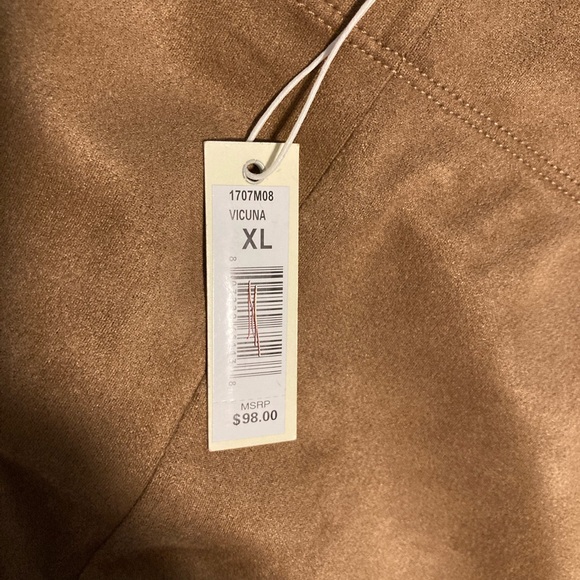 1707M08
VICUNA
XL
MSRP
$98.00